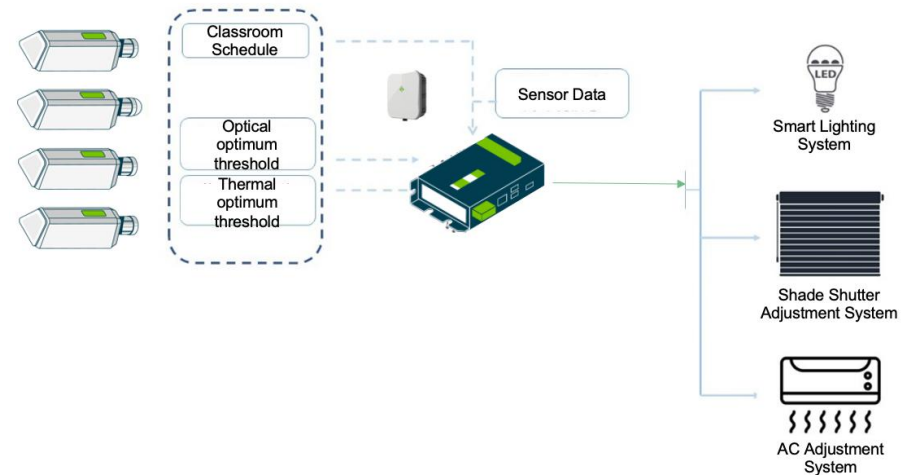 Classroom
Schedule
Optical
optimum
threshold
Thermal
optimum
threshold
Sensor Data
LED
Smart Lighting
System
Shade Shutter
Adjustment System
AC Adjustment
System